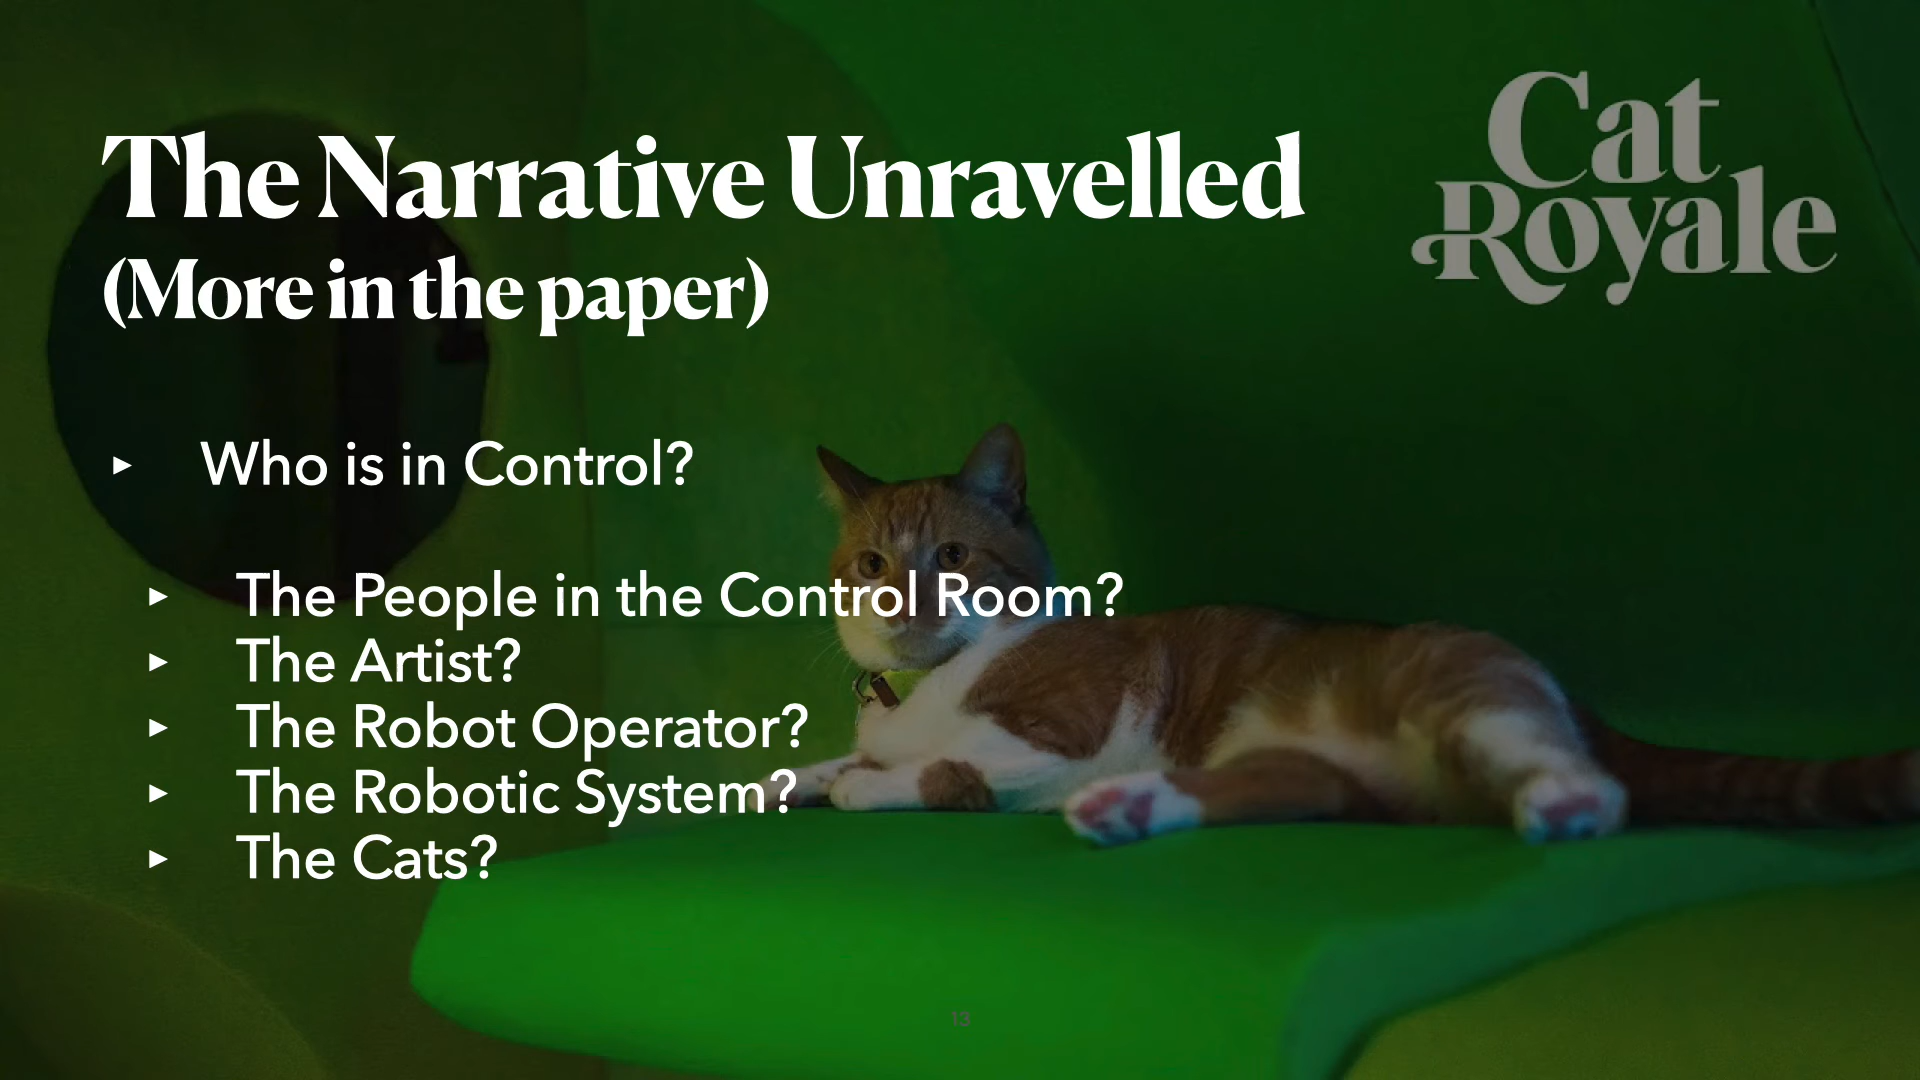 The Narrative Unravelled
(More in the paper)
Cat
Royale
▸ Who is in Control?
▸ The People in the Control Room?
▸ The Artist?
▸ The Robot Operator?
▸ The Robotic System?
▸ The Cats?
13